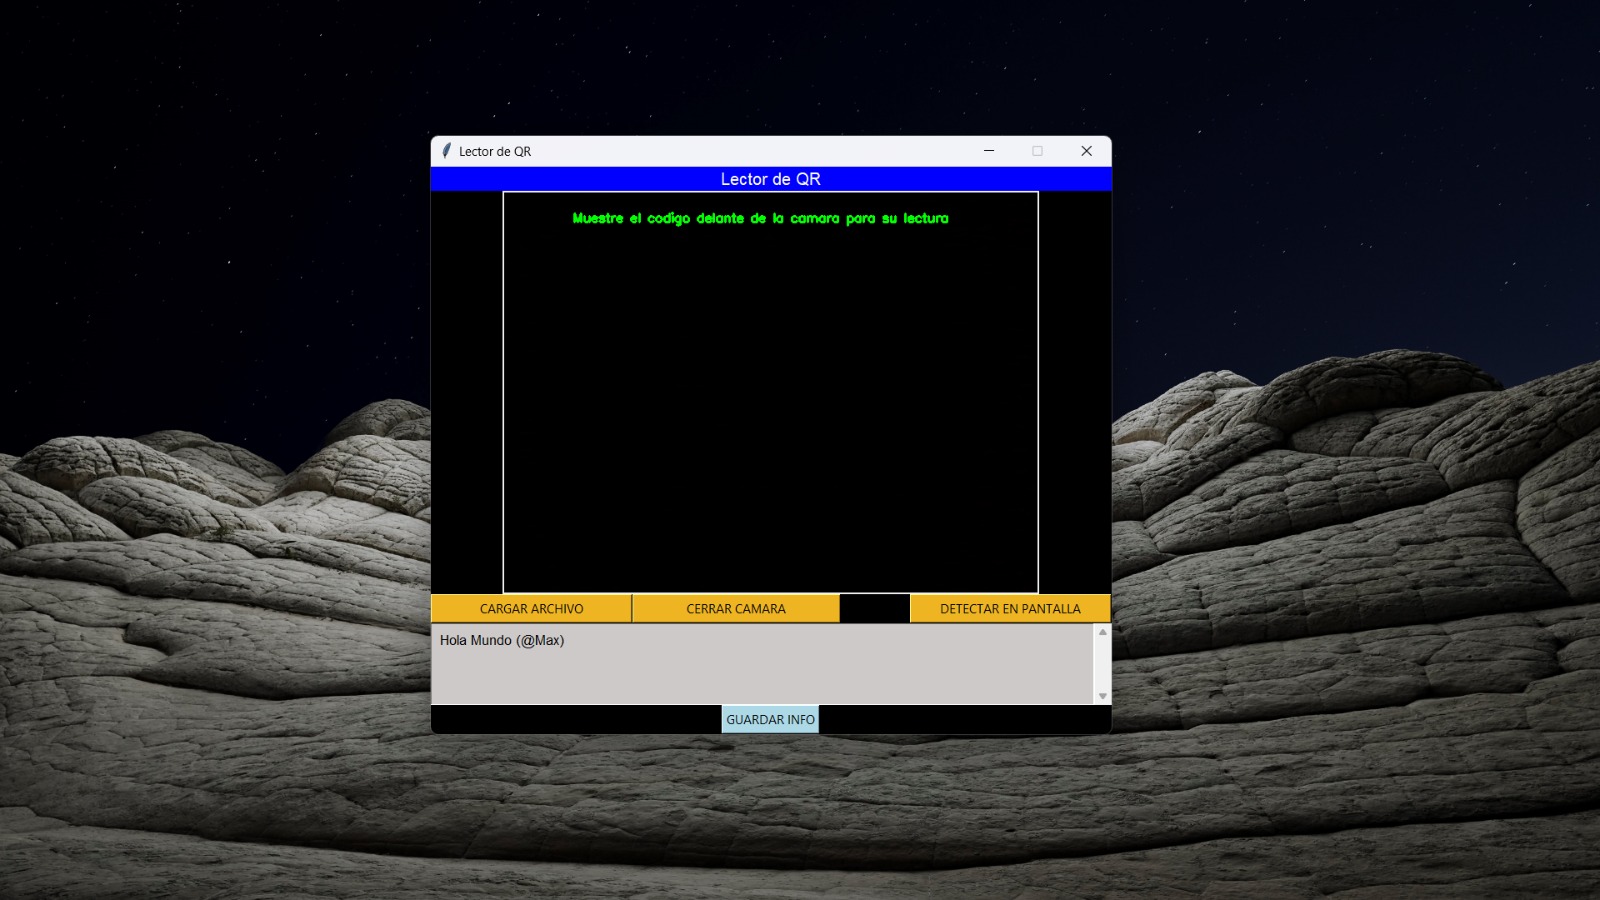 Lector de QR
Lector de QR
Muestre el codigo delante de la camara para su lectura
CARGAR ARCHIVO
CERRAR CAMARA
DETECTAR EN PANTALLA
Hola Mundo (@Max)
GUARDAR INFO